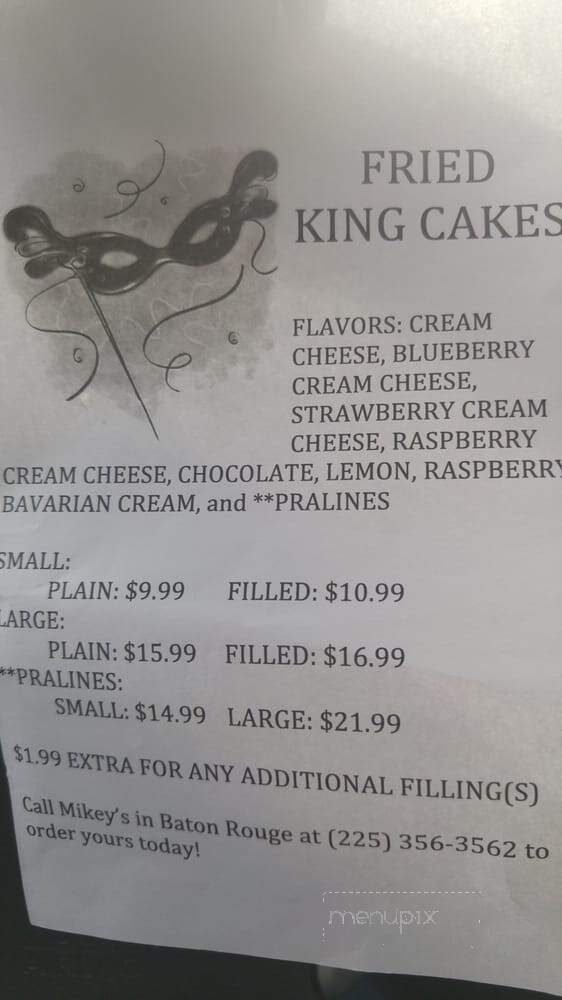 FRIED
KING CAKES
FLAVORS: CREAM
CHEESE, BLUEBERRY
CREAM CHEESE,
STRAWBERRY CREAM
CHEESE, RASPBERRY
CREAM CHEESE, CHOCOLATE, LEMON, RASPBERRY
BAVARIAN CREAM, and **PRALINES
SMALL:
PLAIN: $9.99 FILLED: $10.99
LARGE:
PLAIN: $15.99 FILLED: $16.99
**PRALINES:
SMALL: $14.99 LARGE: $21.99
$1.99 EXTRA FOR ANY ADDITIONAL FILLING(S)
Call Mikey's in Baton Rouge at (225) 356-3562 to
order yours today!
menupix